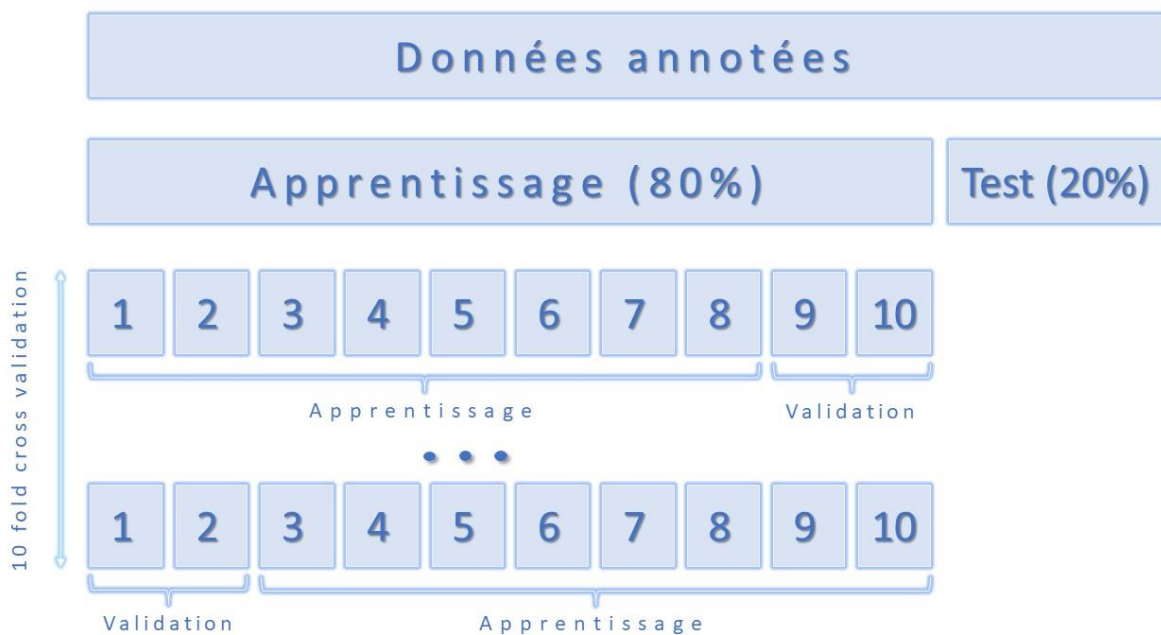 Données annotées
Apprentissage (80%) Test (20%)
10 fold cross validation
1 2 3 4 5 6 7 8 9 10
Apprentissage Validation
...
1 2 3 4 5 6 7 8 9 10
Validation Apprentissage